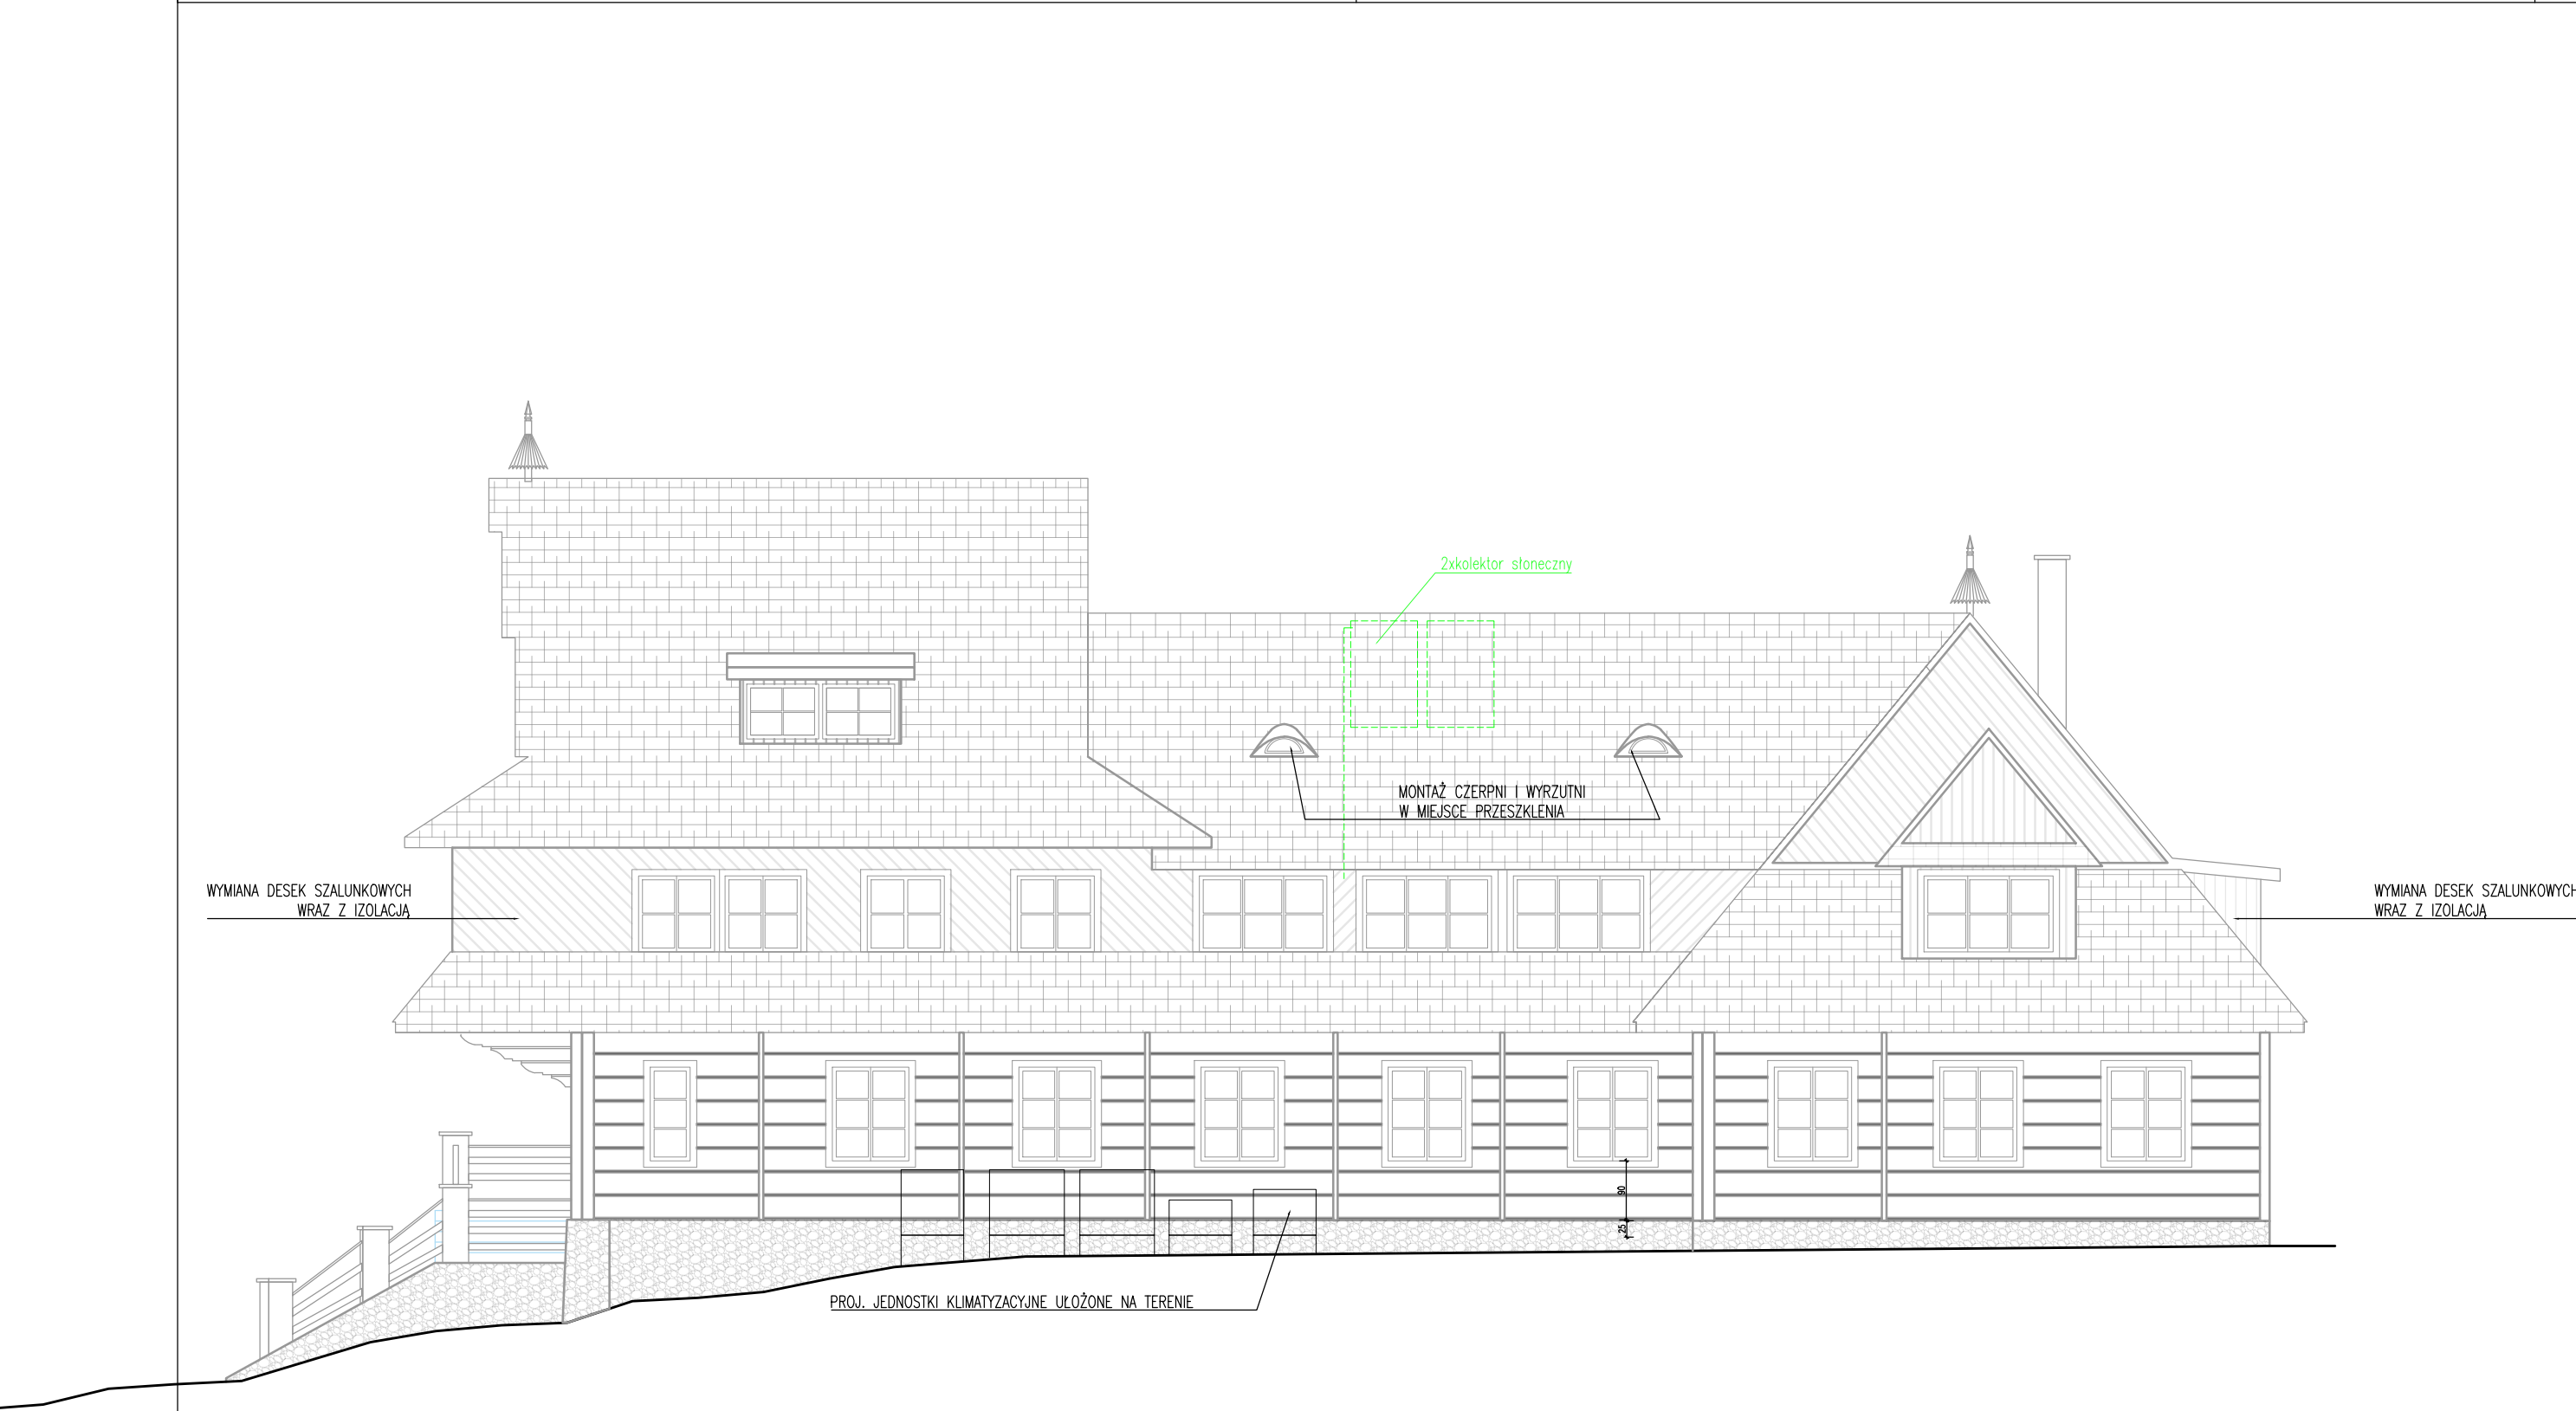 2xkolektor słoneczny
MONTAŻ CZERPNI I WYRZUTNI
W MIEJSCE PRZESZKLENIA
WYMIANA DESEK SZALUNKOWYCH
WRAZ Z IZOLACJĄ
WYMIANA DESEK SZALUNKOWYCH
WRAZ Z IZOLACJĄ
90
25
PROJ. JEDNOSTKI KLIMATYZACYJNE UŁOŻONE NA TERENIE